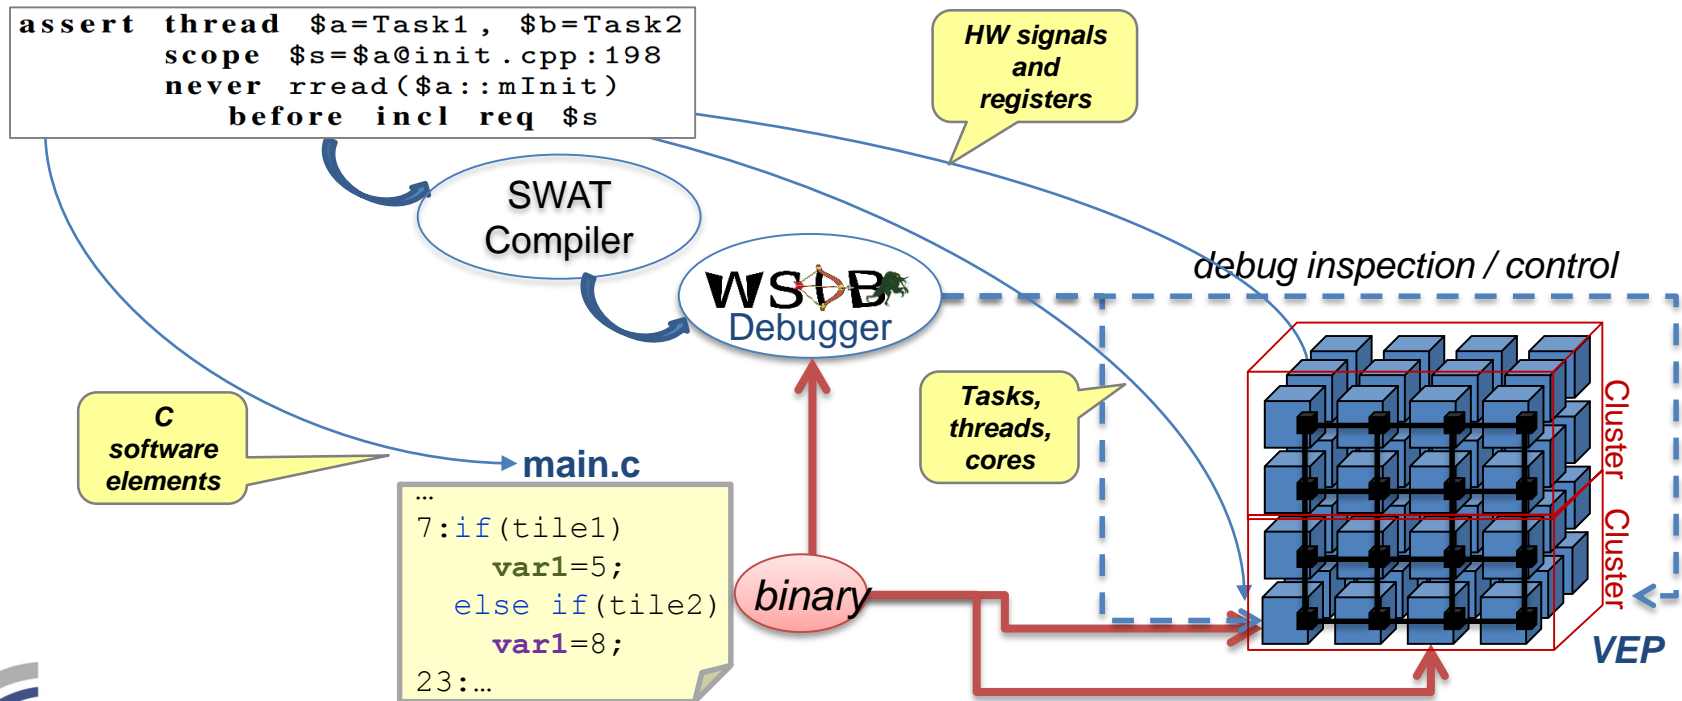 assert thread $a=Task1, $b=Task2
scope $s=$a@init.cpp:198
never rread($a::mInit)
before incl req $s
HW signals
and
registers
SWAT
Compiler
WSDB
Debugger
debug inspection / control
Tasks,
threads,
cores
C
software
elements
main.c
…
7:if(tile1)
var1=5;
else if(tile2)
var1=8;
23:…
binary
Cluster
Cluster
VEP